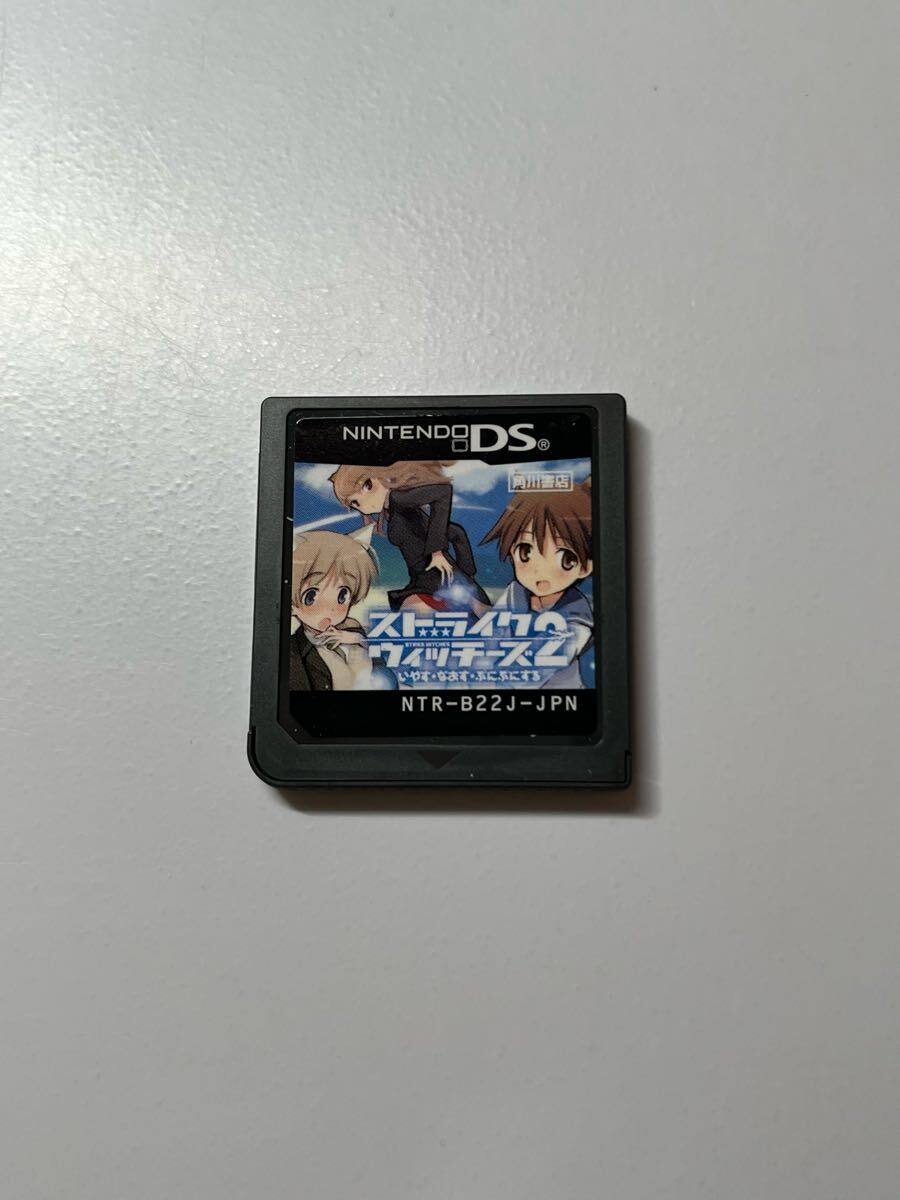 NINTENDO DS®
角川書店
ストライク
STRIKE WITCHES
ウィッチーズ2
いやす・なおす・ぷにぷにする
NTR-B22J-JPN